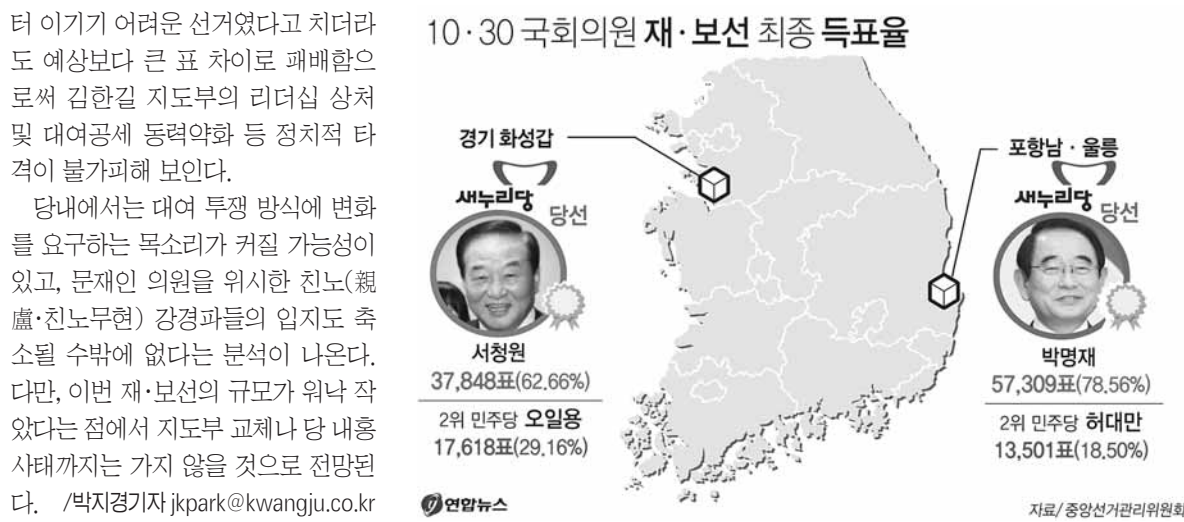 터 이기기 어려운 선거였다고 치더라
도 예상보다 큰 표 차이로 패배함으
로써 김한길 지도부의 리더십 상처
및 대여공세 동력약화 등 정치적 타
격이 불가피해 보인다.
당내에서는 대여 투쟁 방식에 변화
를 요구하는 목소리가 커질 가능성이
있고, 문재인 의원을 위시한 친노(親
盧·친노무현) 강경파들의 입지도 축
소될 수밖에 없다는 분석이 나온다.
다만, 이번 재·보선의 규모가 워낙 작
았다는 점에서 지도부 교체나 당 내홍
사태까지는 가지 않을 것으로 전망된
다. /박지경기자 jkpark@kwangju.co.kr
10·30 국회의원 재·보선 최종 득표율
경기 화성갑
새누리당
당선
서청원
37,848표(62.66%)
2위 민주당 오일용
17,618표(29.16%)
포항남·울릉
새누리당
당선
박명재
57,309표(78.56%)
2위 민주당 허대만
13,501표(18.50%)
연합뉴스
자료/중앙선거관리위원회